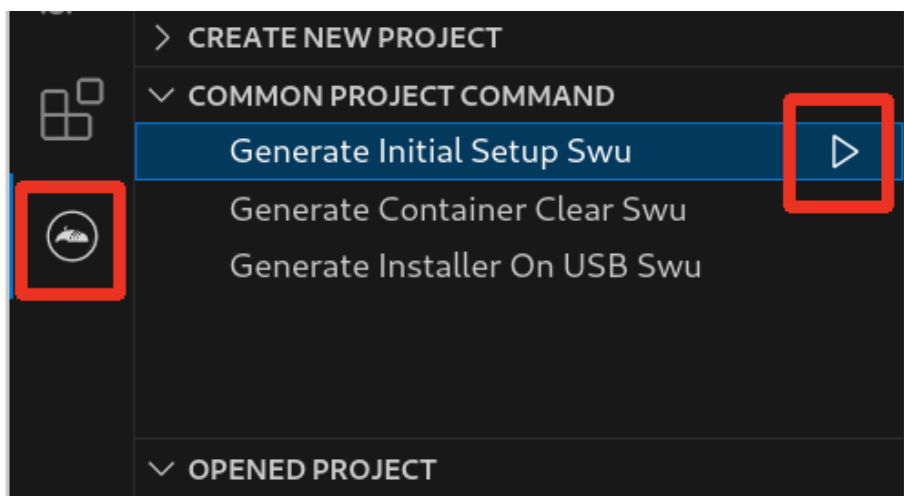 CREATE NEW PROJECT
COMMON PROJECT COMMAND
Generate Initial Setup Swu
Generate Container Clear Swu
Generate Installer On USB Swu
OPENED PROJECT